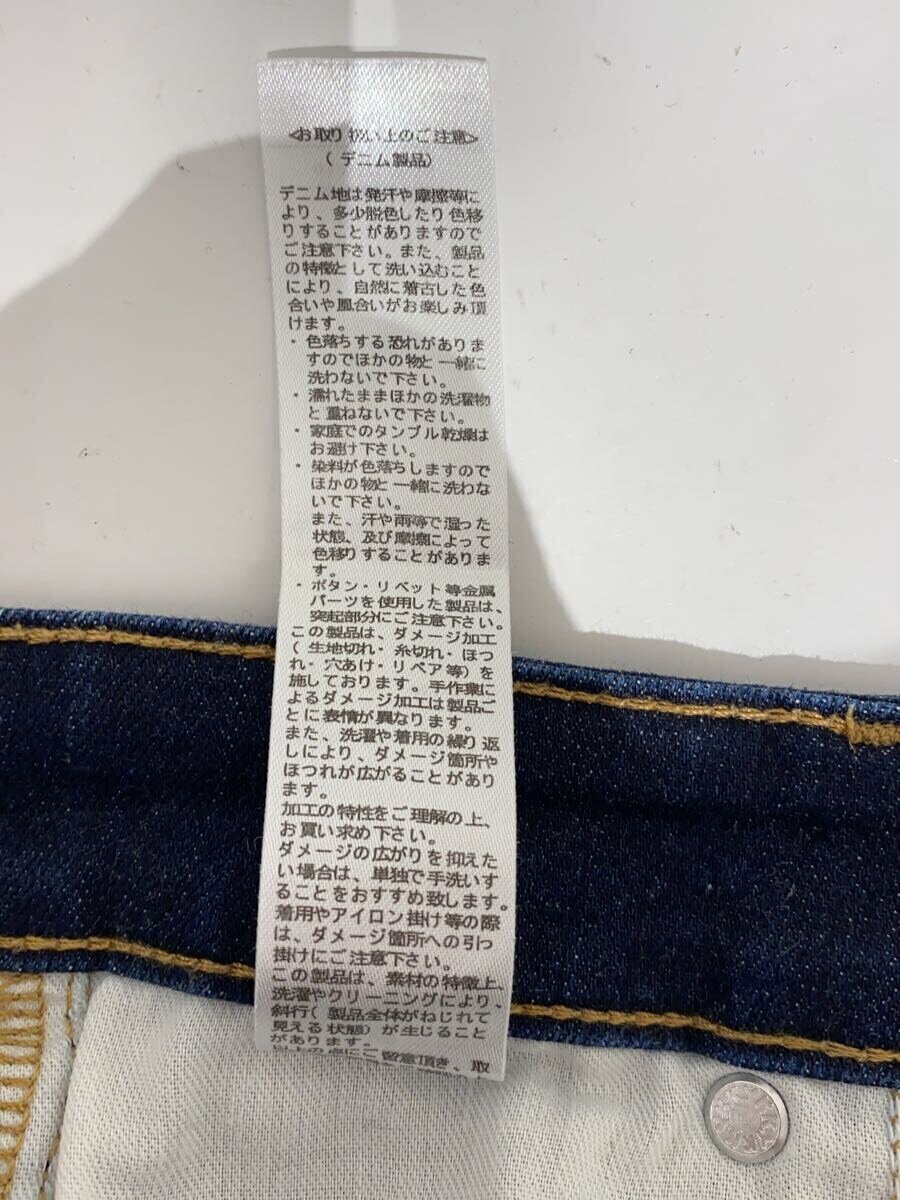 <お取り扱い上のご注意>
(デニム製品)
デニム地は発汗や摩擦等に
より、多少脱色したり色移
りすることがありますので
ご注意下さい。また、製品
の特徴として洗い込むこと
により、自然に着古した色
合いや風合いがお楽しみ頂
けます。
・色落ちする恐れがありま
すのでほかの物と一緒に
洗わないで下さい。
・濡れたままほかの洗濯物
と重ねないで下さい。
・家庭でのタンブル乾燥は
お避け下さい。
・染料が色落ちしますので
ほかの物と一緒に洗わな
いで下さい。
また、汗や雨等で湿った
状態、及び摩擦によって
色移りすることがありま
す。
・ボタン・リベット等金属
パーツを使用した製品は、
突起部分にご注意下さい。
この製品は、ダメージ加工
(生地切れ・糸切れ・ほつ
れ・穴あけ・リペア等)を
施しております。手作業に
よるダメージ加工は製品ご
とに表情が異なります。
また、洗濯や着用の繰り返
しにより、ダメージ箇所や
ほつれが広がることがあり
ます。
加工の特性をご理解の上、
お買い求め下さい。
ダメージの広がりを抑えた
い場合は、単独で手洗いす
ることをおすすめ致します。
着用やアイロン掛け等の際
は、ダメージ箇所への引っ
掛けにご注意下さい。
この製品は、素材の特徴上、
洗濯やクリーニングにより、
斜行(製品全体がねじれて
見える状態)が生じること
があります。
以上の点にご留意頂き、取